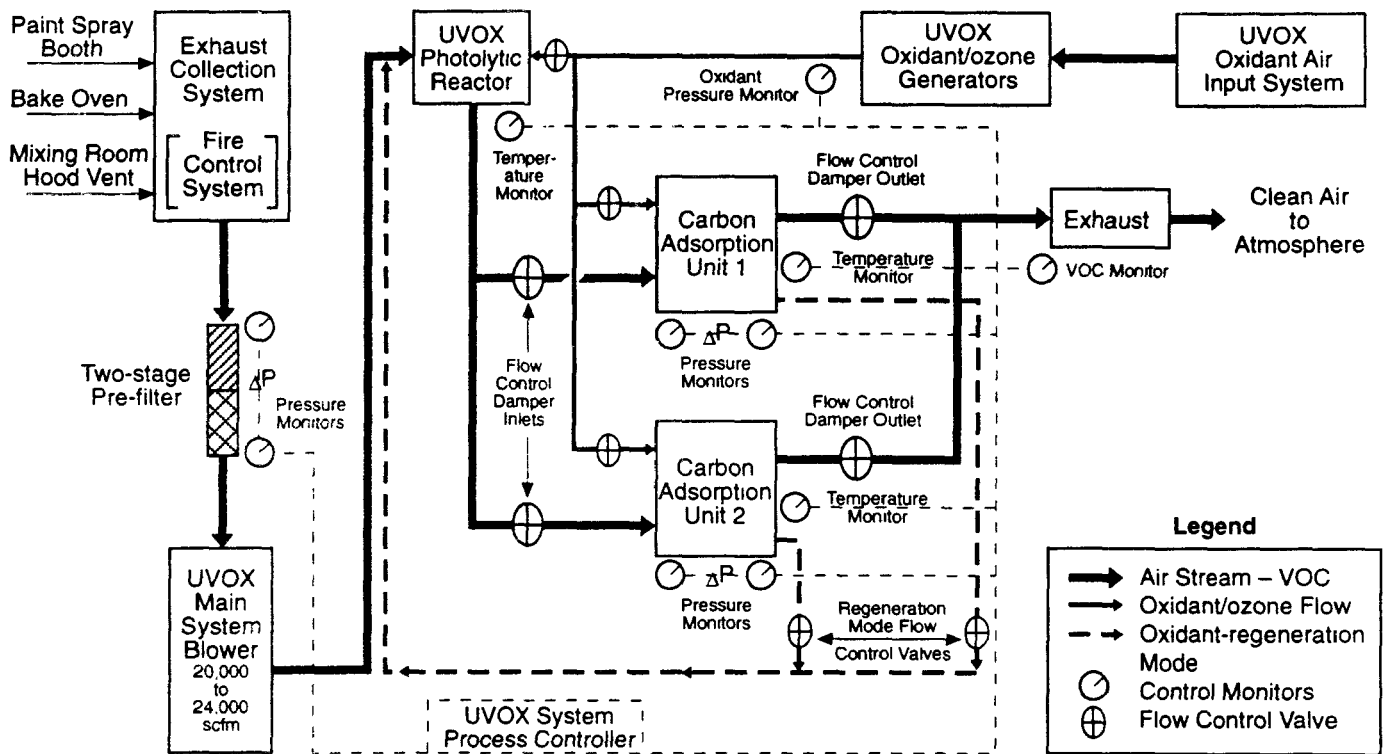 Paint Spray
Booth
Bake Oven
Mixing Room
Hood Vent
Exhaust
Collection
System
Fire
Control
System
Two-stage
Pre-filter
ΔP
Pressure
Monitors
UVOX
Main
System
Blower
20,000
to
24.000
scfm
UVOX
Photolytic
Reactor
Temper-
ature
Monitor
Oxidant
Pressure Monitor
UVOX
Oxidant/ozone
Generators
UVOX
Oxidant Air
Input System
Flow
Control
Damper
Inlets
Carbon
Adsorption
Unit 1
Flow Control
Damper Outlet
Temperature
Monitor
ΔP
Pressure
Monitors
Exhaust
VOC Monitor
Clean Air
to
Atmosphere
Carbon
Adsorption
Unit 2
Flow Control
Damper Outlet
Temperature
Monitor
ΔP
Pressure
Monitors
Regeneration
Mode Flow
Control Valves
UVOX System
Process Controller
Legend
Air Stream – VOC
Oxidant/ozone Flow
Oxidant-regeneration
Mode
Control Monitors
Flow Control Valve